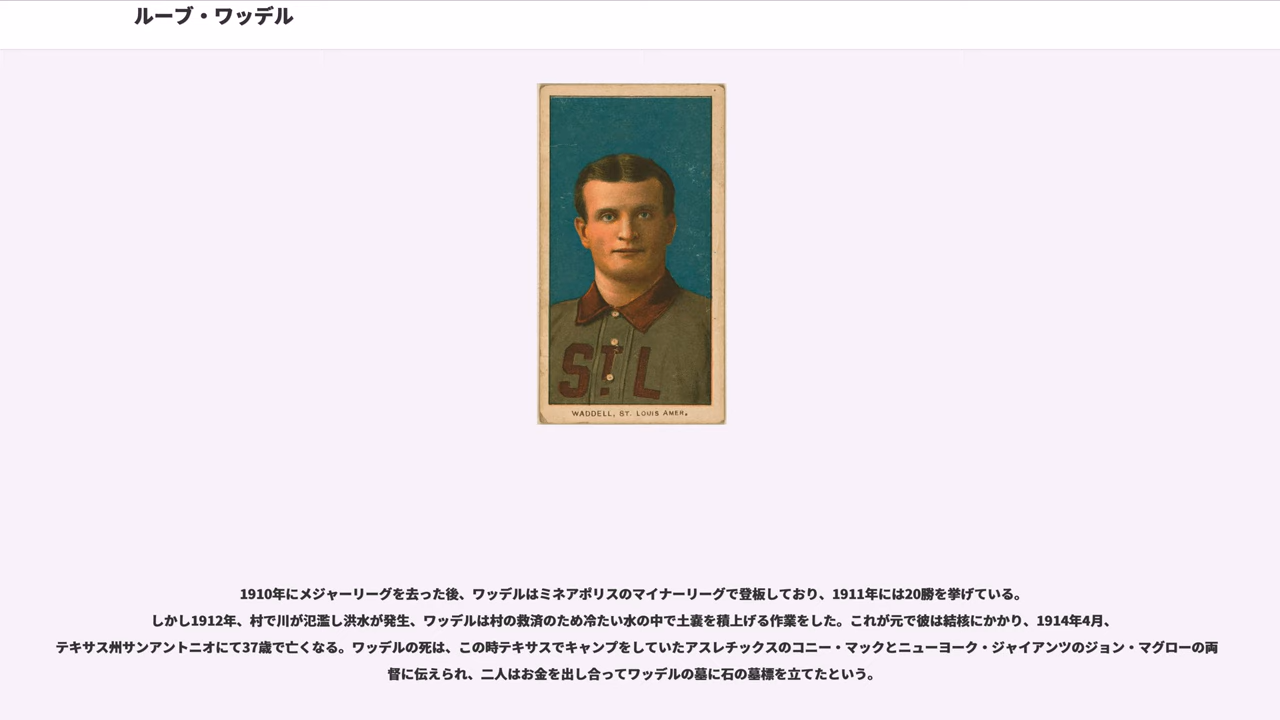 ルーブ・ワッデル
STL
WADDELL, ST. LOUIS AMER.
1910年にメジャーリーグを去った後、ワッデルはミネアポリスのマイナーリーグで登板しており、1911年には20勝を挙げている。
しかし1912年、村で川が氾濫し洪水が発生、ワッデルは村の救済のため冷たい水の中で土嚢を積上げる作業をした。これが元で彼は結核にかかり、1914年4月、
テキサス州サンアントニオにて37歳で亡くなる。ワッデルの死は、この時テキサスでキャンプをしていたアスレチックスのコニー・マックとニューヨーク・ジャイアンツのジョン・マグローの両
督に伝えられ、二人はお金を出し合ってワッデルの墓に石の墓標を立てたという。